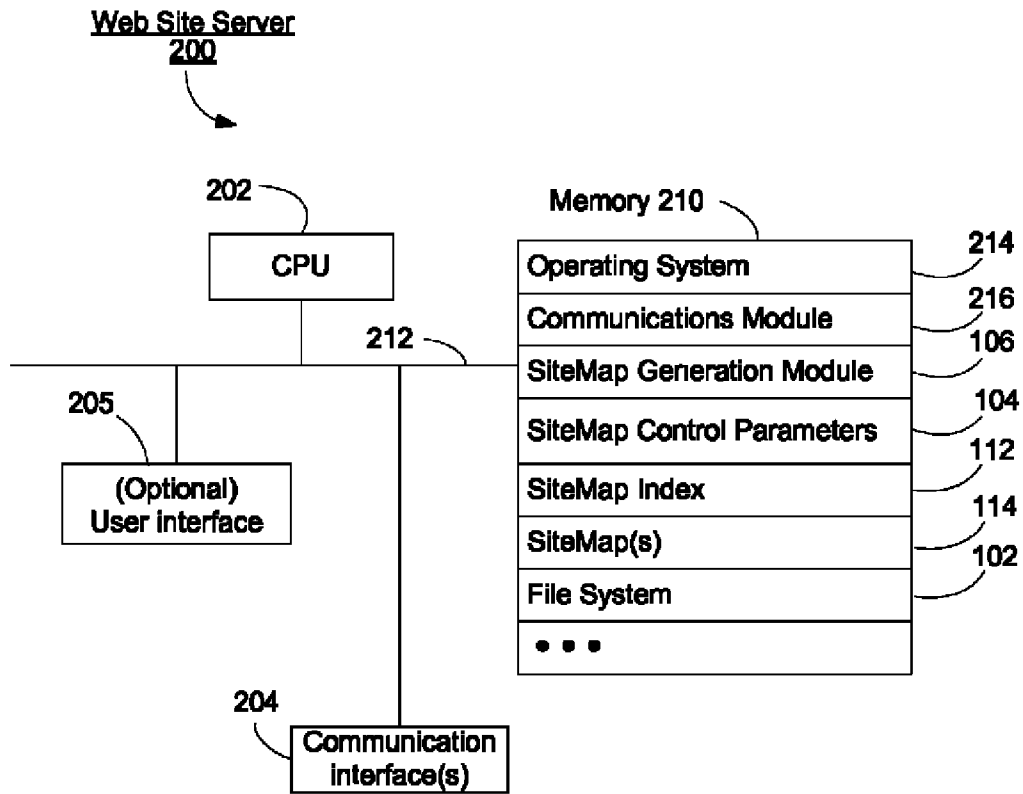 Web Site Server
200
202
CPU
Memory 210
Operating System
214
Communications Module
216
212
SiteMap Generation Module
106
205
SiteMap Control Parameters
104
(Optional)
User interface
SiteMap Index
112
SiteMap(s)
114
File System
102
• • •
204
Communication
interface(s)